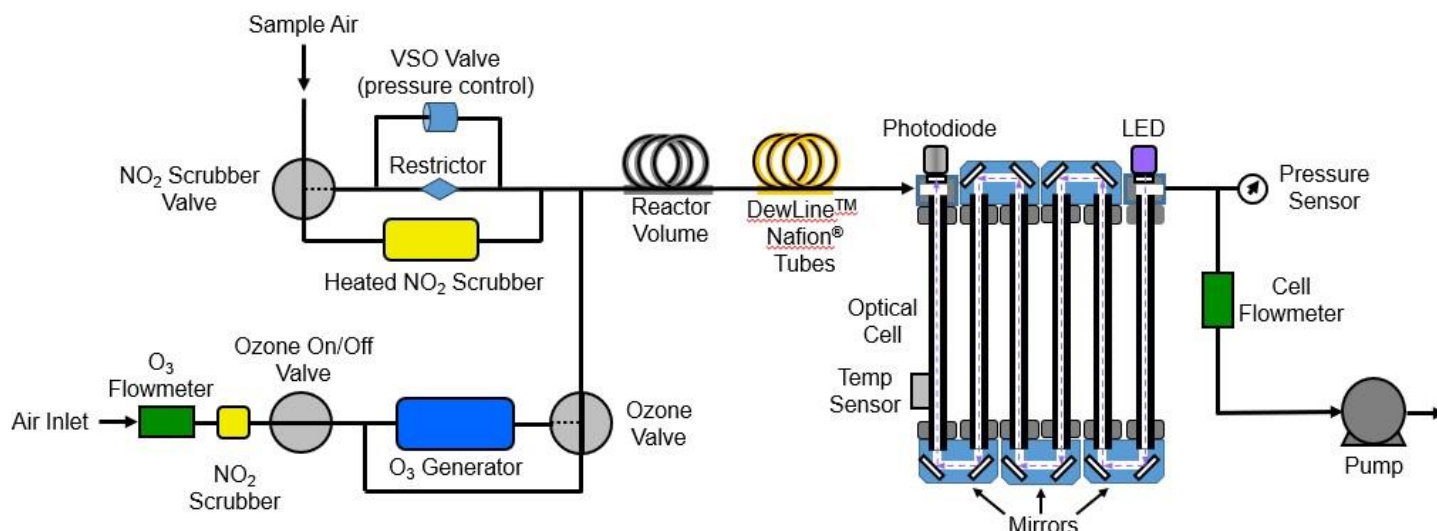 Sample Air
VSO Valve
(pressure control)
Restrictor
NO₂ Scrubber
Valve
Heated NO₂ Scrubber
Reactor
Volume
DewLine™
Nafion®
Tubes
Photodiode
LED
Pressure
Sensor
Optical
Cell
Cell
Flowmeter
Temp
Sensor
Mirrors
Pump
Air Inlet
O₃
Flowmeter
NO₂
Scrubber
Ozone On/Off
Valve
O₃ Generator
Ozone
Valve